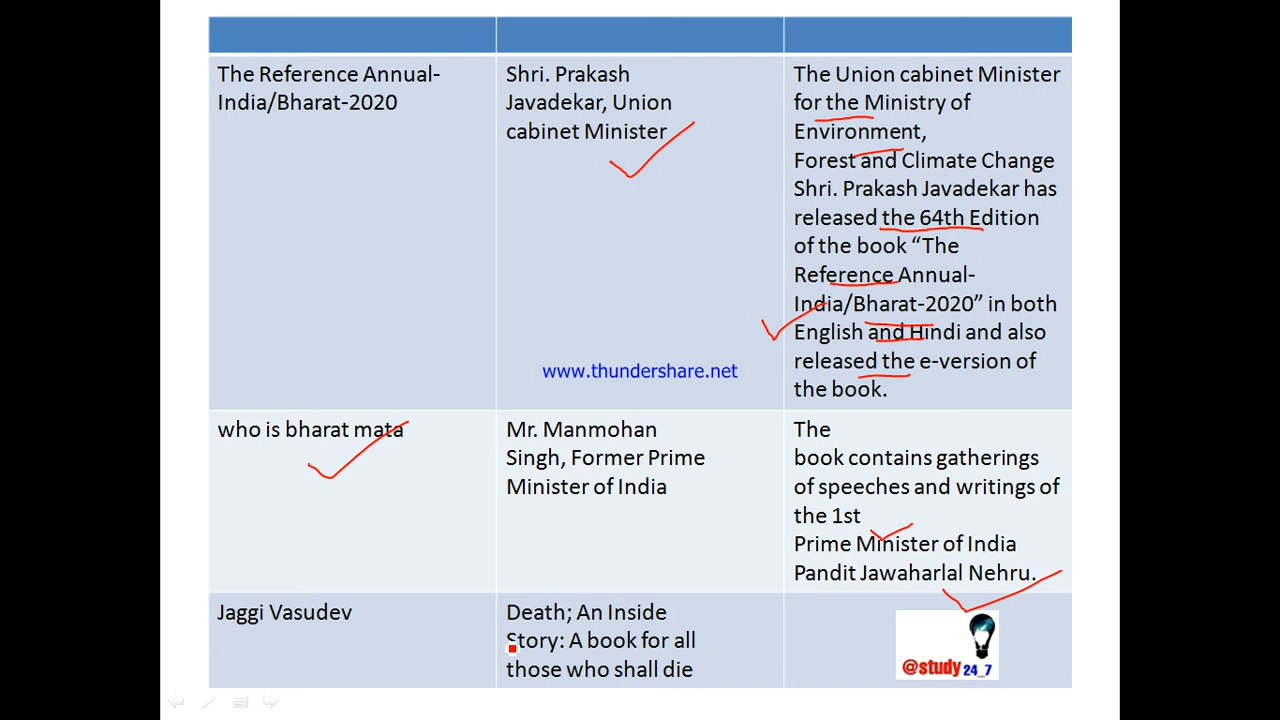 The Reference Annual-
India/Bharat-2020
Shri. Prakash
Javadekar, Union
cabinet Minister
The Union cabinet Minister
for the Ministry of
Environment,
Forest and Climate Change
Shri. Prakash Javadekar has
released the 64th Edition
of the book “The
Reference Annual-
India/Bharat-2020” in both
English and Hindi and also
released the e-version of
the book.
www.thundershare.net
who is bharat mata
Mr. Manmohan
Singh, Former Prime
Minister of India
The
book contains gatherings
of speeches and writings of
the 1st
Prime Minister of India
Pandit Jawaharlal Nehru.
Jaggi Vasudev
Death; An Inside
Story: A book for all
those who shall die
@study 24_7